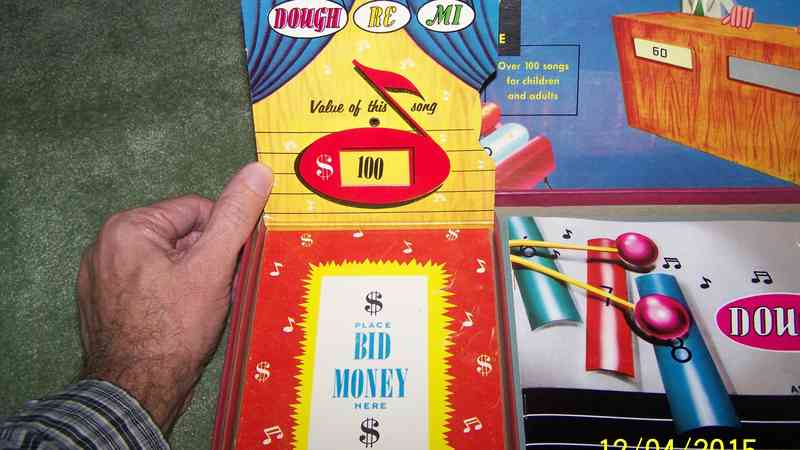 DOUGH RE MI
Value of this song
$ 100
$
PLACE
BID
MONEY
HERE
$
E
Over 100 songs
for children
and adults
60
7
8
DOU
A
12/04/2015